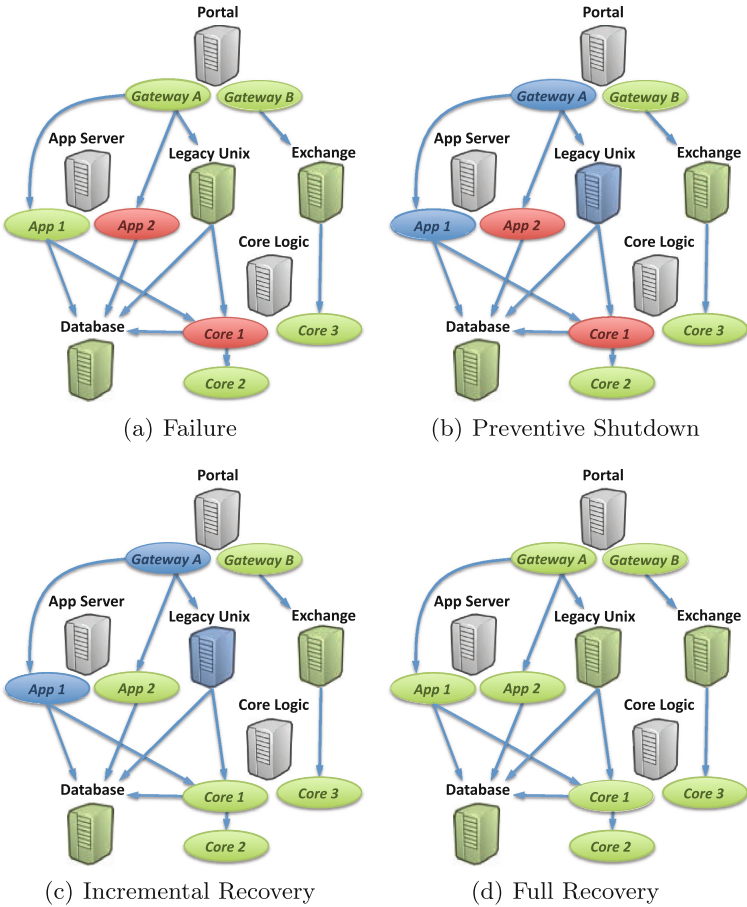 Portal
Gateway A
Gateway B
App Server
Legacy Unix
Exchange
App 1
App 2
Core Logic
Database
Core 1
Core 3
Core 2
(a) Failure
Portal
Gateway A
Gateway B
App Server
Legacy Unix
Exchange
App 1
App 2
Core Logic
Database
Core 1
Core 3
Core 2
(b) Preventive Shutdown
Portal
Gateway A
Gateway B
App Server
Legacy Unix
Exchange
App 1
App 2
Core Logic
Database
Core 1
Core 3
Core 2
(c) Incremental Recovery
Portal
Gateway A
Gateway B
App Server
Legacy Unix
Exchange
App 1
App 2
Core Logic
Database
Core 1
Core 3
Core 2
(d) Full Recovery